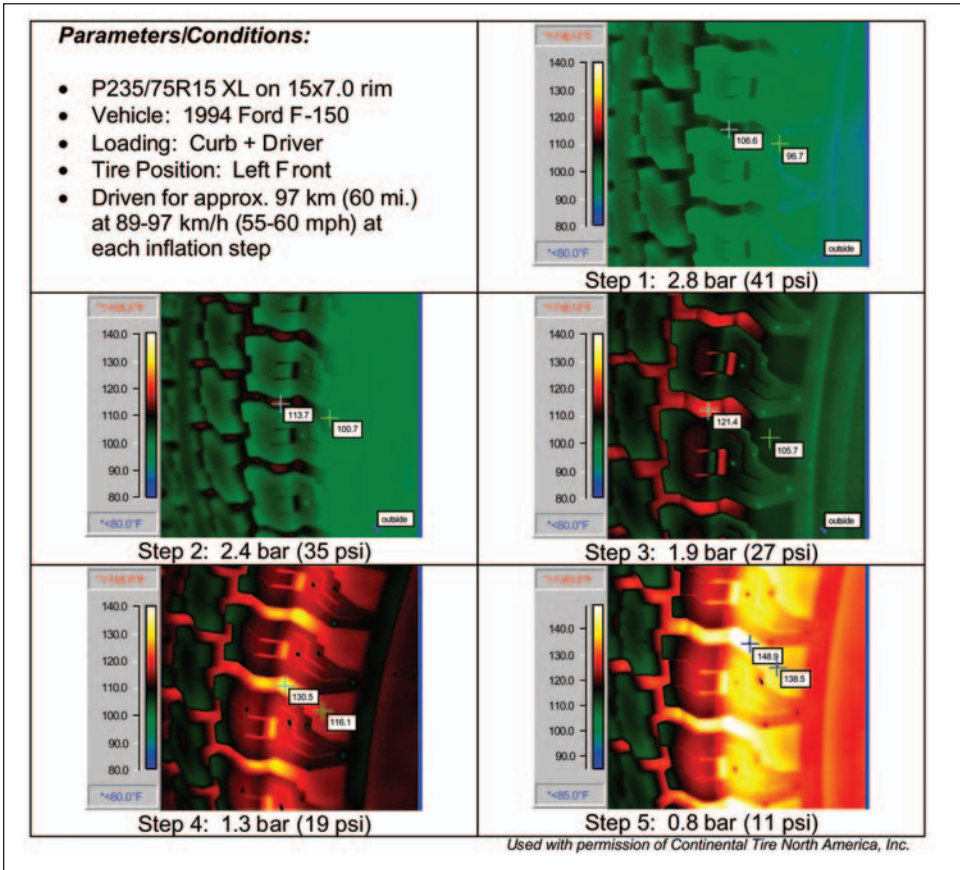 Parameters/Conditions:
• P235/75R15 XL on 15x7.0 rim
• Vehicle: 1994 Ford F-150
• Loading: Curb + Driver
• Tire Position: Left Front
• Driven for approx. 97 km (60 mi.)
at 89-97 km/h (55-60 mph) at
each inflation step
140.0
130.0
120.0
110.0
100.0
90.0
80.0
*<80.0°F
106.6
96.7
outside
Step 1: 2.8 bar (41 psi)
140.0
130.0
120.0
110.0
100.0
90.0
80.0
*<80.0°F
113.7
100.7
outside
Step 2: 2.4 bar (35 psi)
140.0
130.0
120.0
110.0
100.0
90.0
80.0
*<80.0°F
121.4
105.7
outside
Step 3: 1.9 bar (27 psi)
140.0
130.0
120.0
110.0
100.0
90.0
80.0
*<80.0°F
130.5
116.1
Step 4: 1.3 bar (19 psi)
140.0
130.0
120.0
110.0
100.0
90.0
*<85.0°F
148.9
138.5
Step 5: 0.8 bar (11 psi)
Used with permission of Continental Tire North America, Inc.